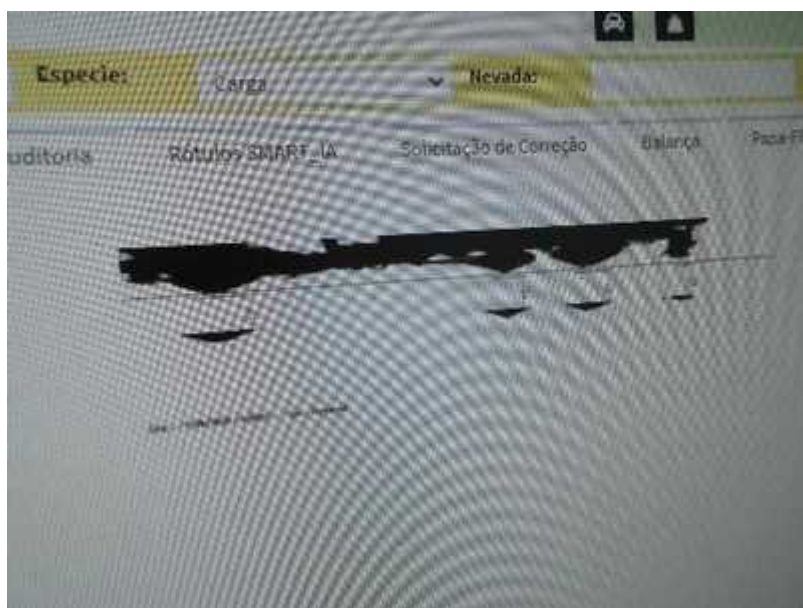 Especie: Carga Nevada:
uditoria Rótulos SMART_IA Solicitação de Correção Balança